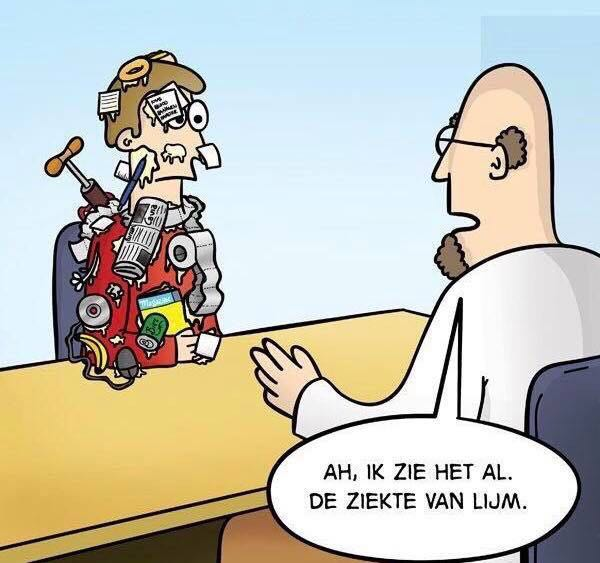 AH, IK ZIE HET AL.
DE ZIEKTE VAN LIJM.